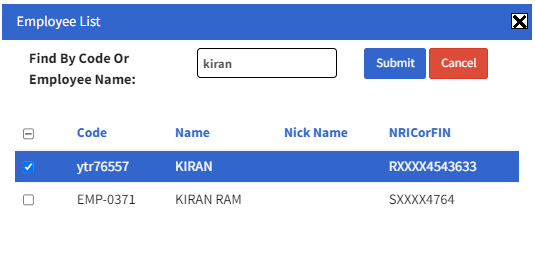 Employee List
Find By Code Or
Employee Name:
kiran
Submit
Cancel
Code Name Nick Name NRICorFIN
ytr76557 KIRAN RXXXX4543633
EMP-0371 KIRAN RAM SXXXX4764